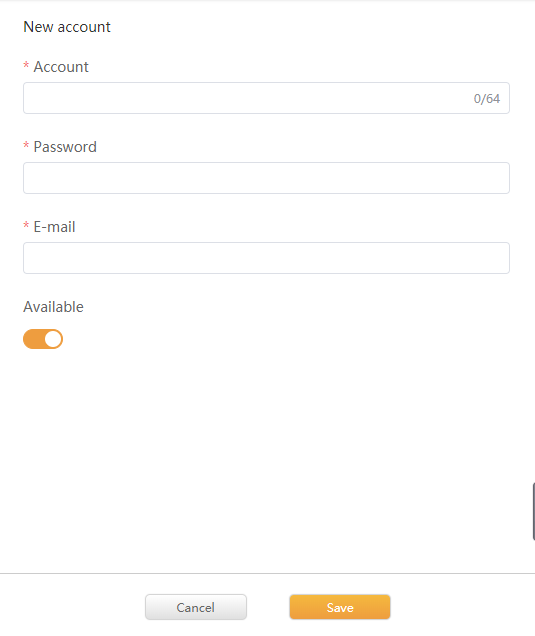 New account
* Account
0/64
* Password
* E-mail
Available
Cancel Save